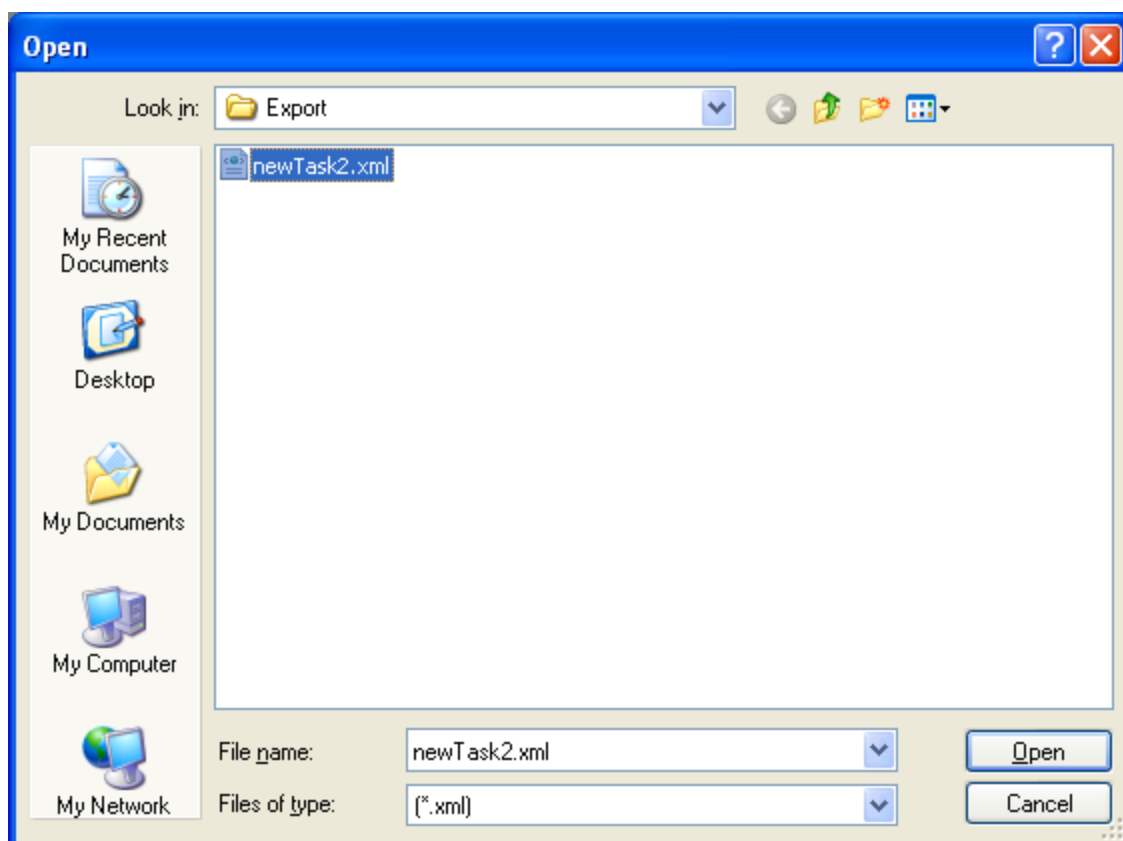 Open
Look in:
Export
newTask2.xml
My Recent
Documents
Desktop
My Documents
My Computer
My Network
File name:
newTask2.xml
Open
Files of type:
(*.xml)
Cancel